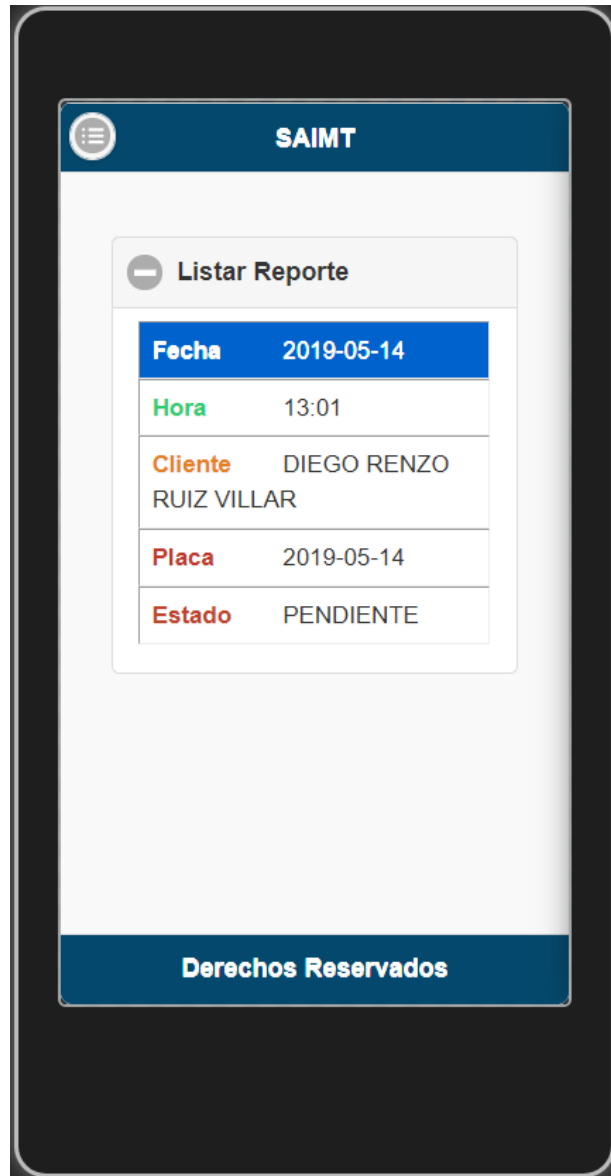 SAIMT
Listar Reporte
Fecha 2019-05-14
Hora 13:01
Cliente DIEGO RENZO
RUIZ VILLAR
Placa 2019-05-14
Estado PENDIENTE
Derechos Reservados